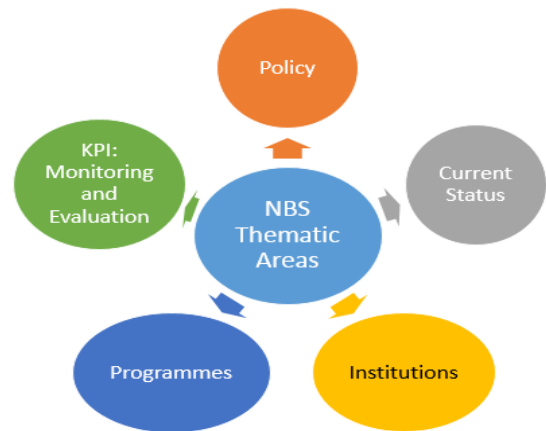 Policy
KPI:
Monitoring
and
Evaluation
Current
Status
NBS
Thematic
Areas
Programmes
Institutions